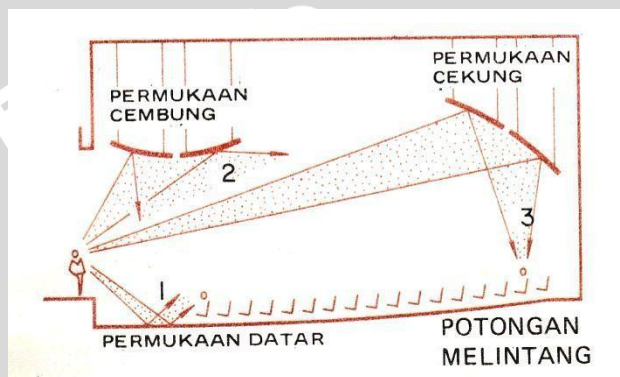 PERMUKAAN
CEMBUNG
PERMUKAAN
CEKUNG
2
3
1
PERMUKAAN DATAR
POTONGAN
MELINTANG